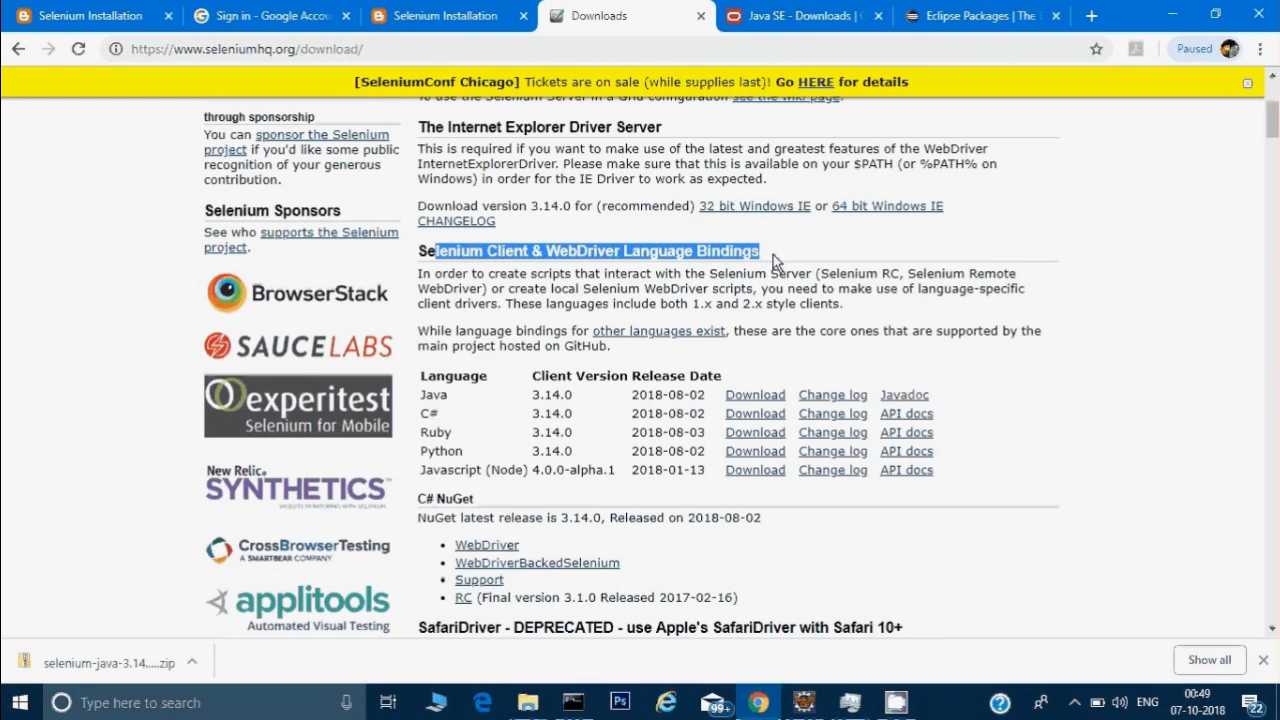 Selenium Installation
Sign in - Google Accou
Selenium Installation
Downloads
Java SE - Downloads |
Eclipse Packages | The
https://www.seleniumhq.org/download/
Paused
[SeleniumConf Chicago] Tickets are on sale (while supplies last)! Go HERE for details
To use the Selenium Server in a Grid configuration see the wiki page.
through sponsorship
You can sponsor the Selenium
project if you'd like some public
recognition of your generous
contribution.
Selenium Sponsors
See who supports the Selenium
project.
BrowserStack
SAUCE LABS
experitest
Selenium for Mobile
New Relic.
SYNTHETICS
CROSSBROWSERTESTING
A SMARTBEAR COMPANY
applitools
Automated Visual Testing
The Internet Explorer Driver Server
This is required if you want to make use of the latest and greatest features of the WebDriver
InternetExplorerDriver. Please make sure that this is available on your $PATH (or %PATH% on
Windows) in order for the IE Driver to work as expected.
Download version 3.14.0 for (recommended) 32 bit Windows IE or 64 bit Windows IE
CHANGELOG
Selenium Client & WebDriver Language Bindings
In order to create scripts that interact with the Selenium Server (Selenium RC, Selenium Remote
WebDriver) or create local Selenium WebDriver scripts, you need to make use of language-specific
client drivers. These languages include both 1.x and 2.x style clients.
While language bindings for other languages exist, these are the core ones that are supported by the
main project hosted on GitHub.
Language Client Version Release Date
Java 3.14.0 2018-08-02 Download Change log Javadoc
C# 3.14.0 2018-08-02 Download Change log API docs
Ruby 3.14.0 2018-08-03 Download Change log API docs
Python 3.14.0 2018-08-02 Download Change log API docs
Javascript (Node) 4.0.0-alpha.1 2018-01-13 Download Change log API docs
C# NuGet
NuGet latest release is 3.14.0, Released on 2018-08-02
WebDriver
WebDriverBackedSelenium
Support
RC (Final version 3.1.0 Released 2017-02-16)
SafariDriver - DEPRECATED - use Apple's SafariDriver with Safari 10+
selenium-java-3.14.....zip
Show all
Type here to search
Ps
99+
ENG
00:49
07-10-2018
22